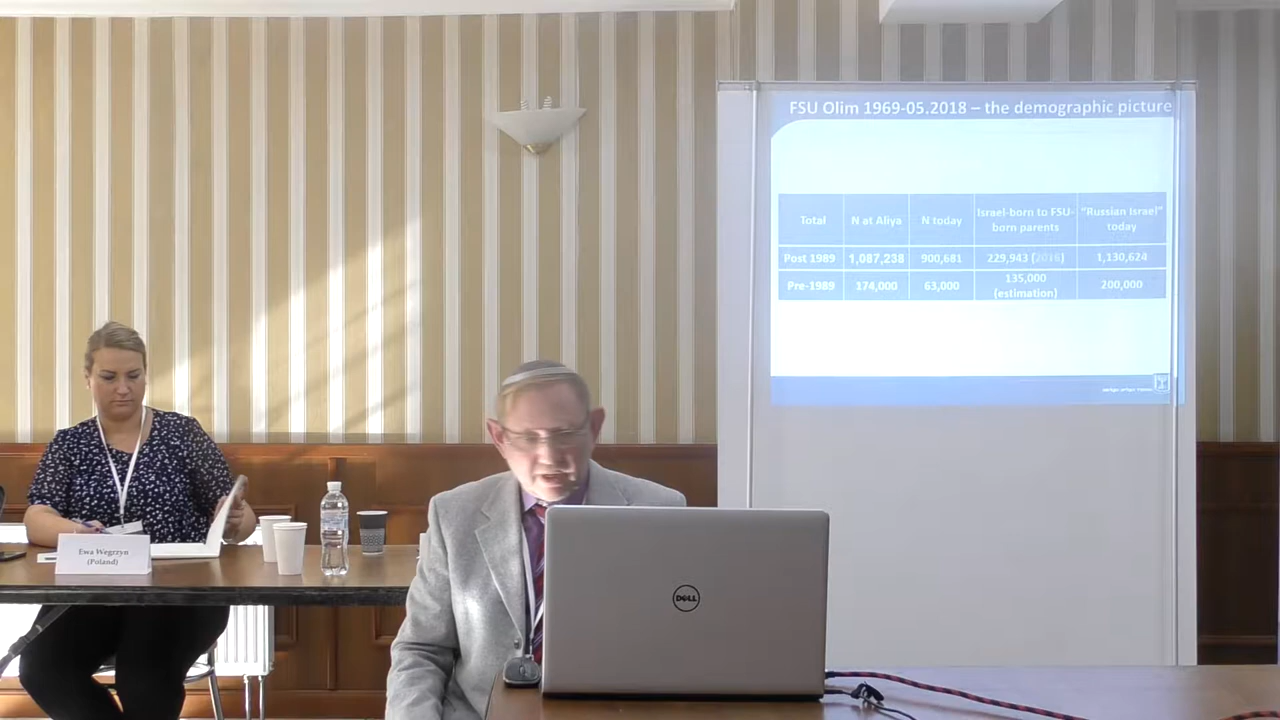 FSU Olim 1969-05.2018 – the demographic picture
Total
N at Aliya
N today
Israel-born to FSU-
born parents
"Russian Israel"
today
Post 1989
1,087,238
900,681
229,943 (2016)
1,130,624
Pre-1989
174,000
63,000
135,000
(estimation)
200,000
Ewa Wegrzyn
(Poland)
DELL